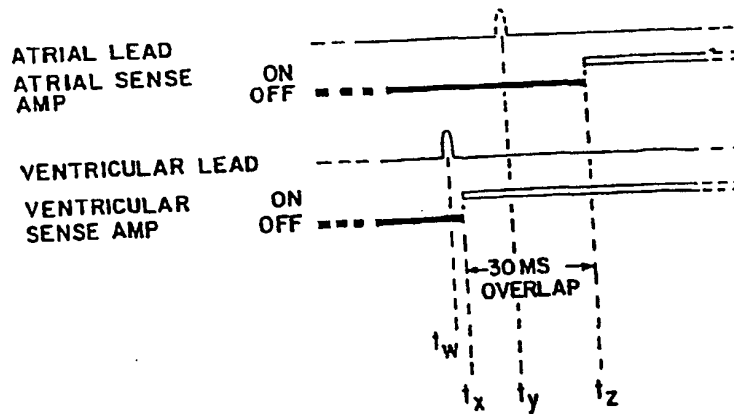 ATRIAL LEAD
ATRIAL SENSE AMP
ON
OFF
VENTRICULAR LEAD
VENTRICULAR SENSE AMP
ON
OFF
30 MS
OVERLAP
tw
tx
ty
tz